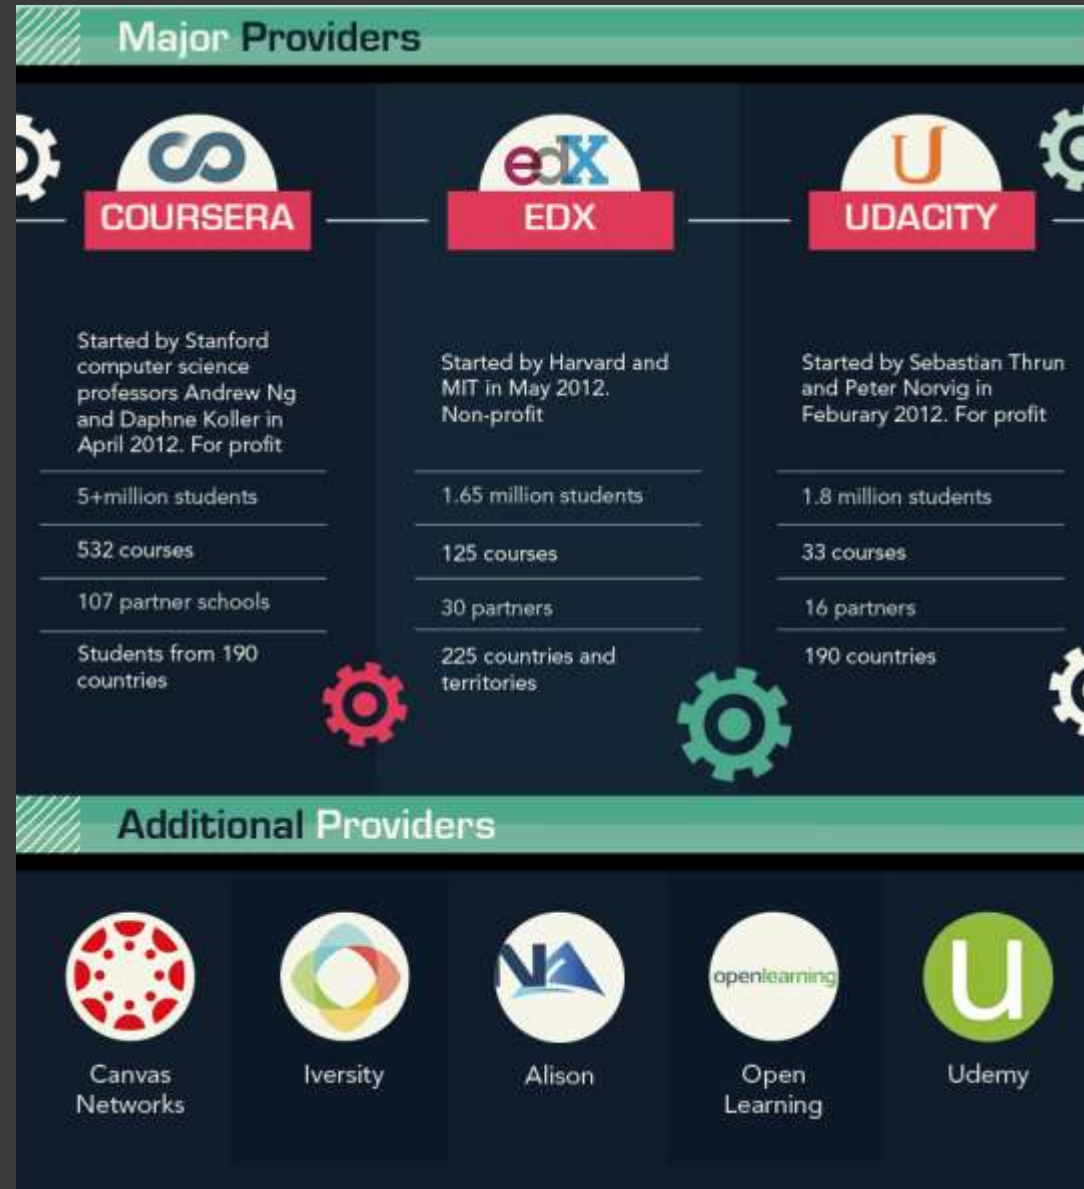 Major Providers
edX
U
COURSERA
EDX
UDACITY
Started by Stanford
computer science
professors Andrew Ng
and Daphne Koller in
April 2012. For profit
5+million students
532 courses
107 partner schools
Students from 190
countries
Started by Harvard and
MIT in May 2012.
Non-profit
1.65 million students
125 courses
30 partners
225 countries and
territories
Started by Sebastian Thrun
and Peter Norvig in
Feburary 2012. For profit
1.8 million students
33 courses
16 partners
190 countries
Additional Providers
openlearning
u
Canvas
Networks
Iversity
Alison
Open
Learning
Udemy